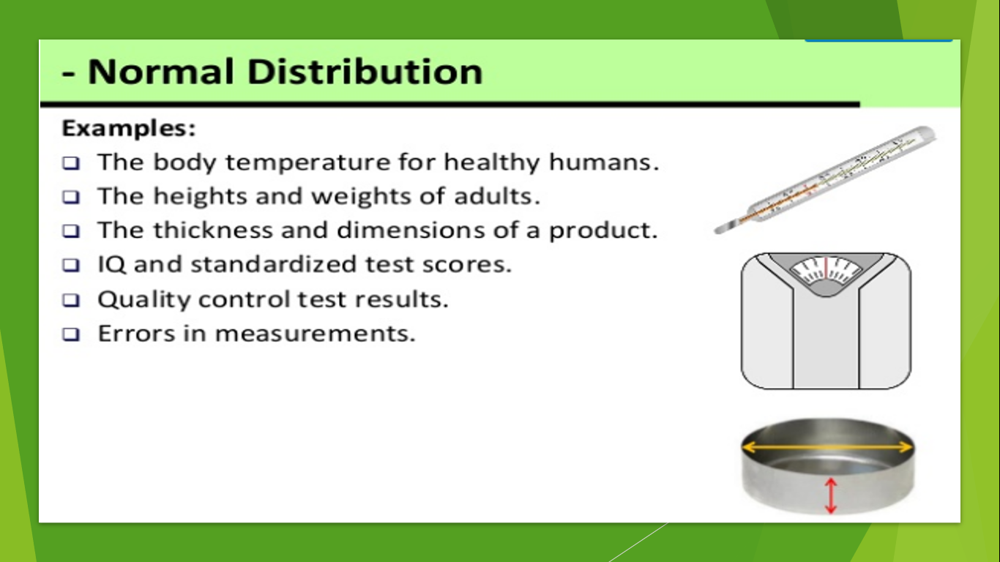 - Normal Distribution
Examples:
❑ The body temperature for healthy humans.
❑ The heights and weights of adults.
❑ The thickness and dimensions of a product.
❑ IQ and standardized test scores.
❑ Quality control test results.
❑ Errors in measurements.